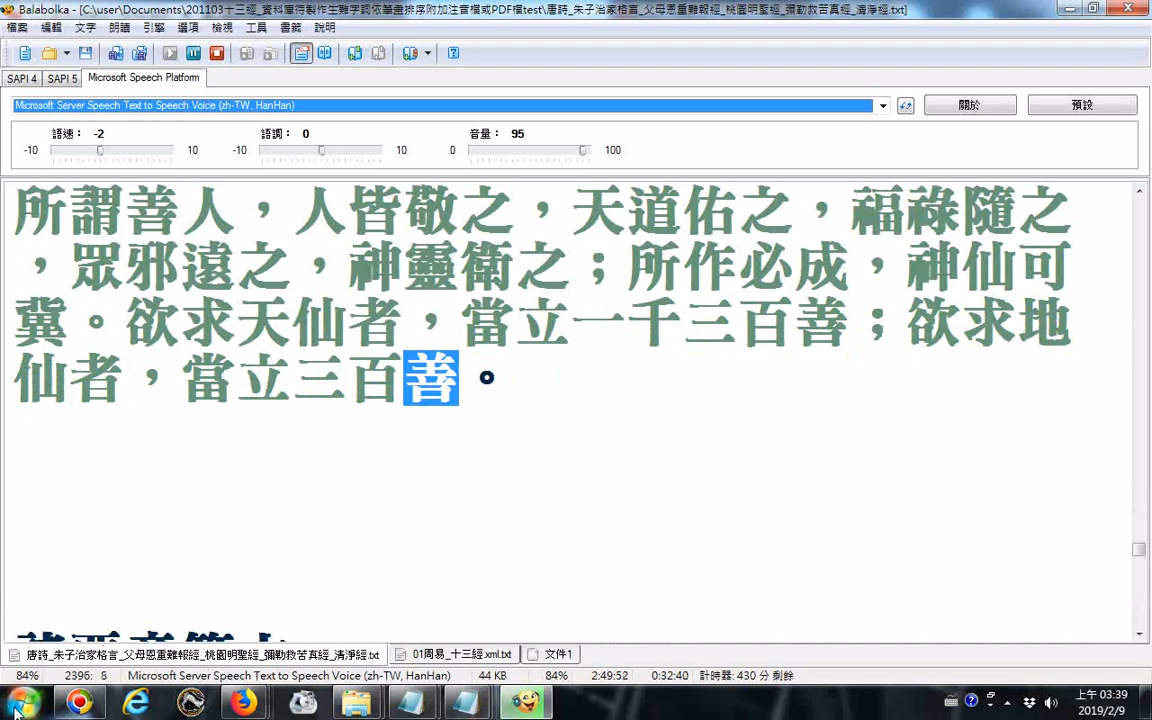 Balabolka - [C:\user\Documents\201103十三經_資料庫得製作生難字詞依筆畫排序附加注音檔或PDF檔test\唐詩_朱子治家格言_父母恩重難報經_桃園明聖經_彌勒救苦真經_清淨經.txt]
檔案 編輯 文字 朗讀 引擎 選項 檢視 工具 書籤 說明
SAPI 4 SAPI 5 Microsoft Speech Platform
Microsoft Server Speech Text to Speech Voice (zh-TW, HanHan) 關於 預設
語速： -2 語調： 0 音量： 95
-10 10 -10 10 0 100
所謂善人，人皆敬之，天道佑之，福祿隨之
，眾邪遠之，神靈衛之；所作必成，神仙可
冀。欲求天仙者，當立一千三百善；欲求地
仙者，當立三百善。
唐詩_朱子治家格言_父母恩重難報經_桃園明聖經_彌勒救苦真經_清淨經.txt 01周易_十三經.xml.txt 文件1
84% 2396: 8 Microsoft Server Speech Text to Speech Voice (zh-TW, HanHan) 44 KB 84% 2:49:52 0:32:40 計時器: 430 分 剩餘
上午 03:39
2019/2/9